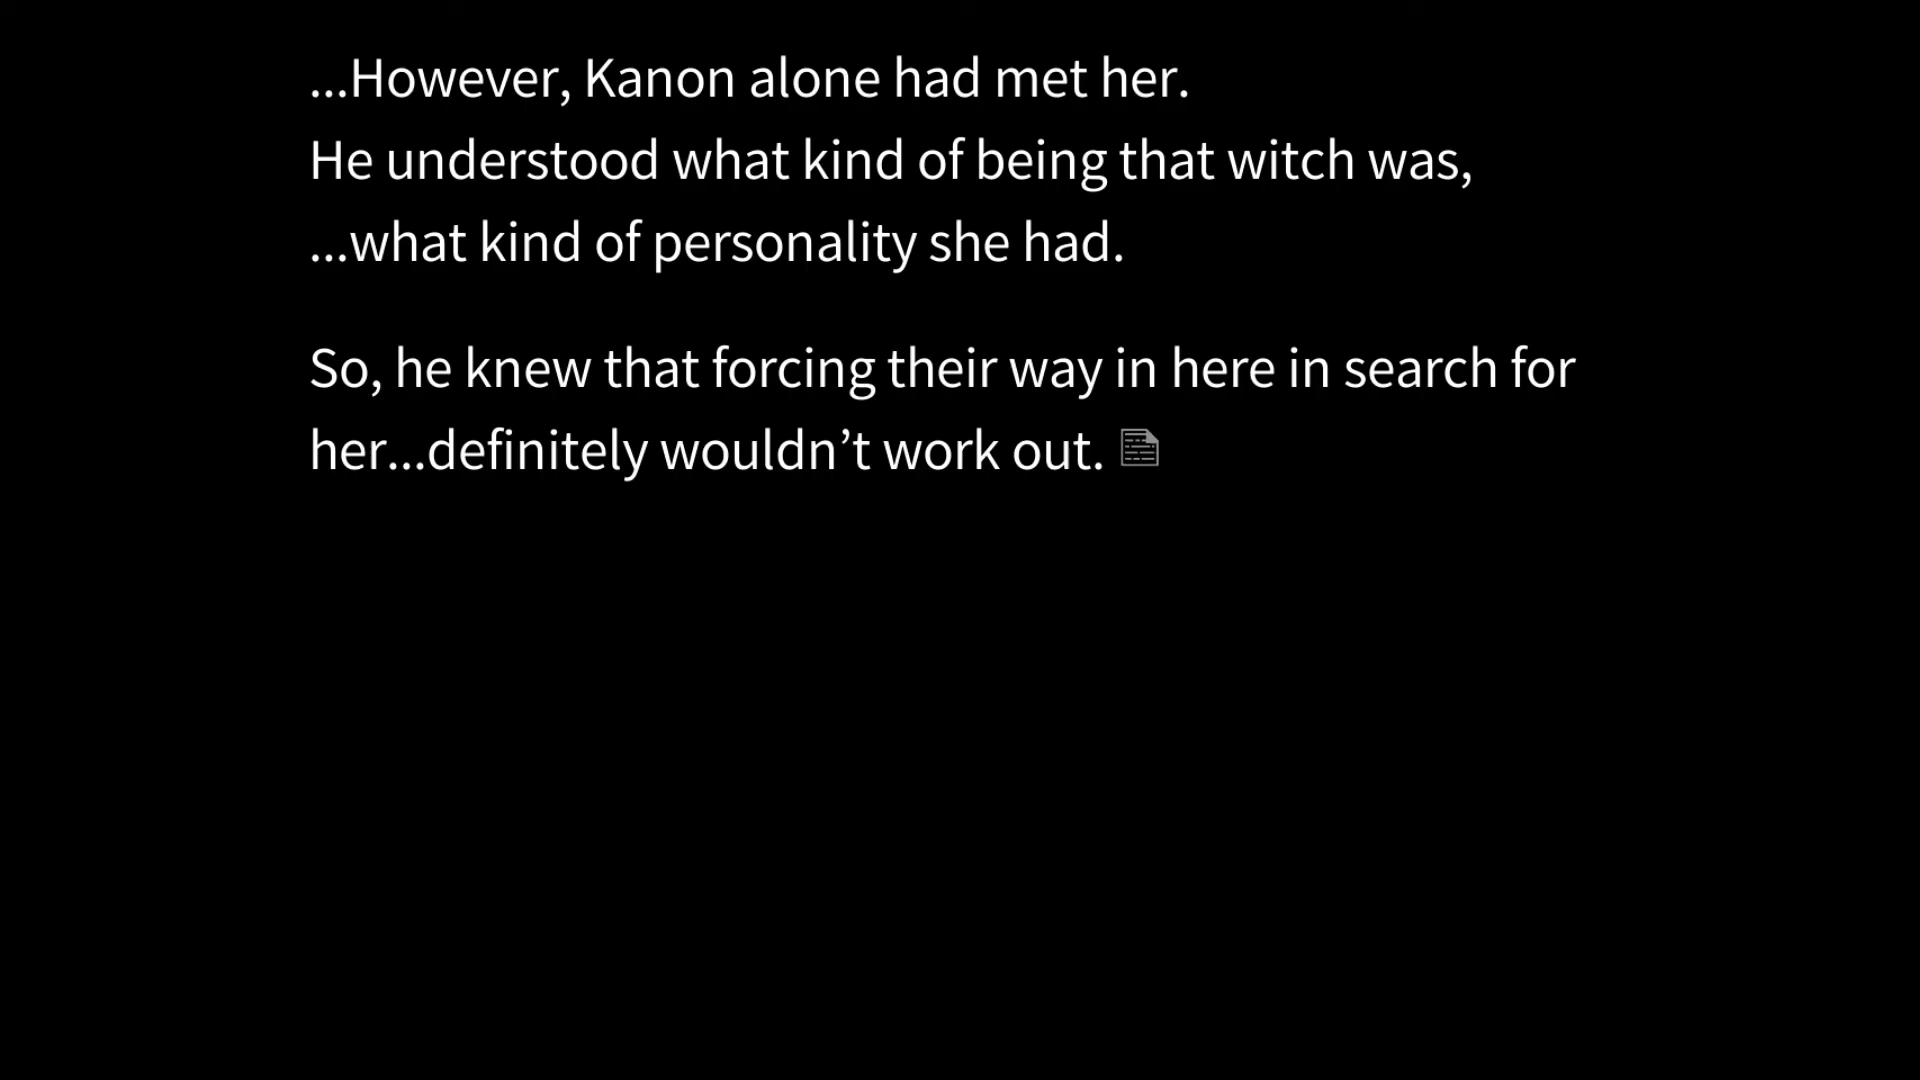 ...However, Kanon alone had met her.
He understood what kind of being that witch was,
...what kind of personality she had.
So, he knew that forcing their way in here in search for
her...definitely wouldn’t work out.